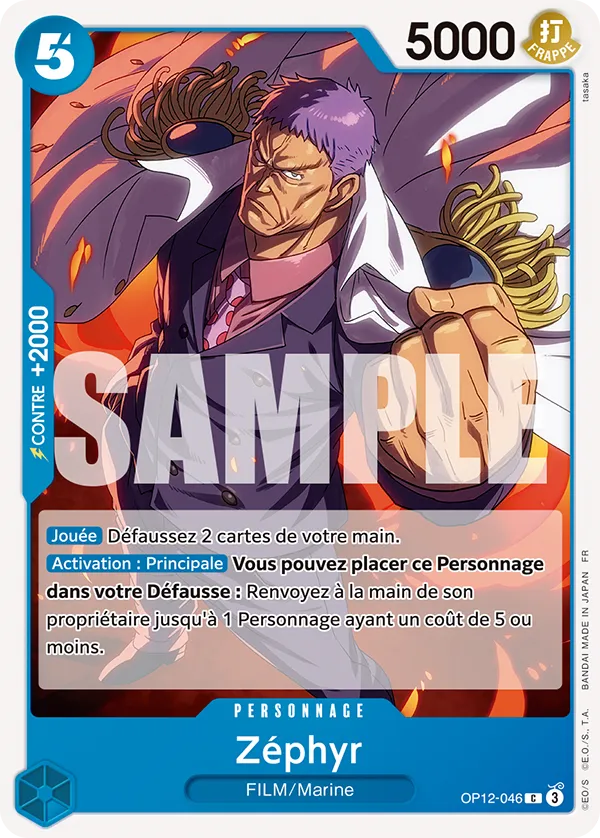 5
5000
打
FRAPPE
tasaka
CONTRE +2000
SAMPLE
Jouée Défaussez 2 cartes de votre main.
Activation : Principale Vous pouvez placer ce Personnage
dans votre Défausse : Renvoyez à la main de son
propriétaire jusqu'à 1 Personnage ayant un coût de 5 ou
moins.
PERSONNAGE
Zéphyr
FILM/Marine
OP12-046 C 3
©EO/S ©E.O./S., T.A. BANDAI MADE IN JAPAN FR